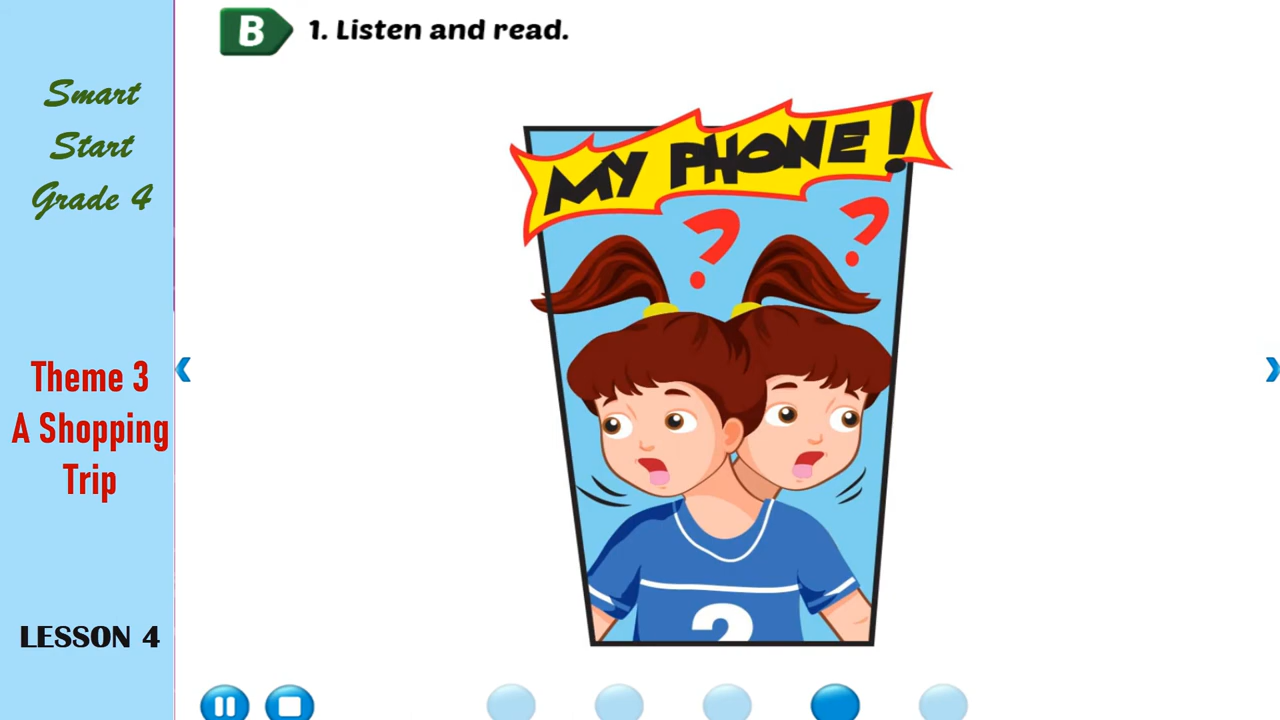 B 1. Listen and read.
Smart
Start
Grade 4
Theme 3
A Shopping
Trip
LESSON 4
MY PHONE!
? ?
2